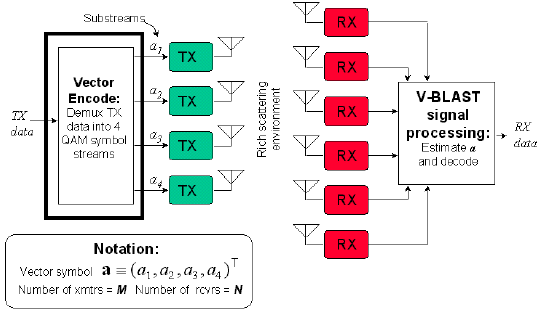 Substreams
TX
data
Vector
Encode:
Demux TX
data into 4
QAM symbol
streams
a1
TX
a2
TX
a3
TX
a4
TX
Rich scattering
environment
RX
RX
RX
RX
RX
RX
V-BLAST
signal
processing:
Estimate a
and decode
RX
data
Notation:
Vector symbol a ≡ (a1, a2, a3, a4)⊤
Number of xmtrs = M Number of rcvrs = N